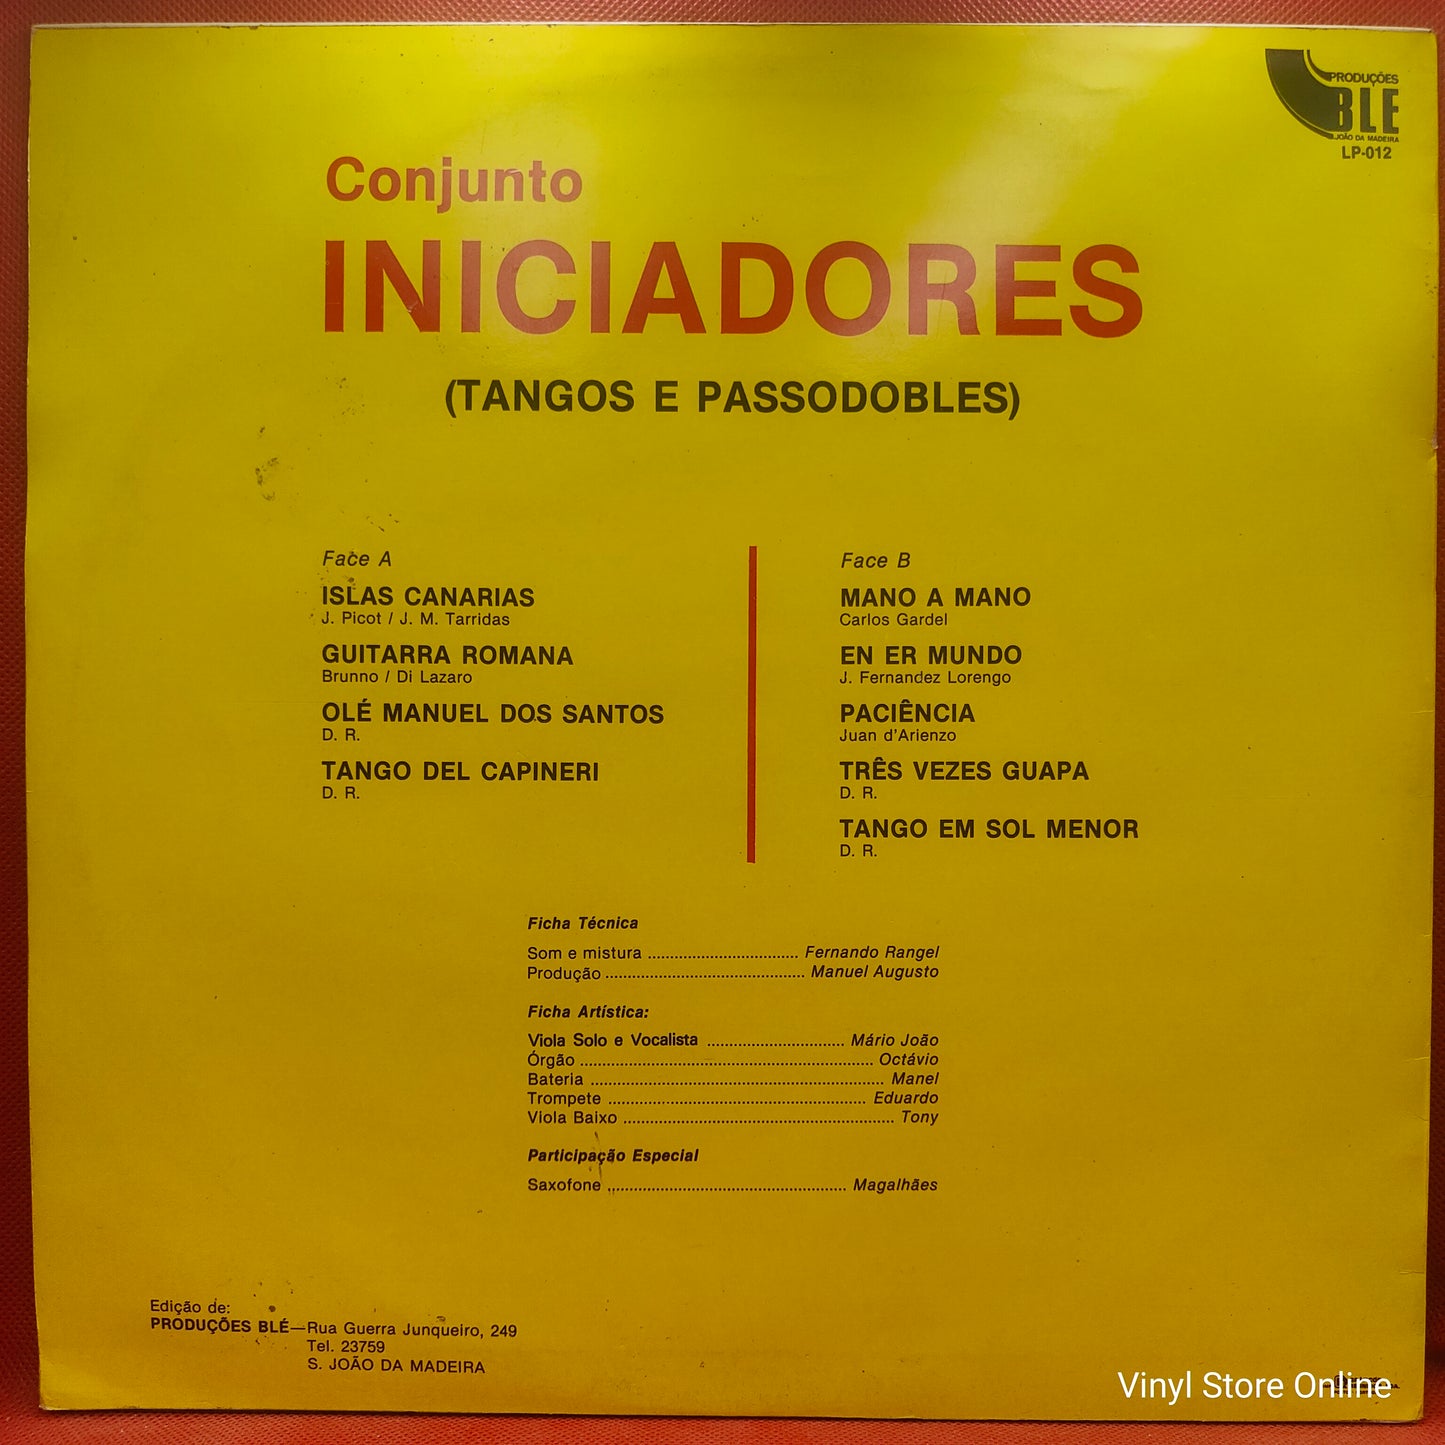 PRODUÇÕES
BLE
S. JOÃO DA MADEIRA
LP-012
Conjunto
INICIADORES
(TANGOS E PASSODOBLES)
Face A
ISLAS CANARIAS
J. Picot / J. M. Tarridas
GUITARRA ROMANA
Brunno / Di Lazaro
OLÉ MANUEL DOS SANTOS
D. R.
TANGO DEL CAPINERI
D. R.
Face B
MANO A MANO
Carlos Gardel
EN ER MUNDO
J. Fernandez Lorengo
PACIÊNCIA
Juan d'Arienzo
TRÊS VEZES GUAPA
D. R.
TANGO EM SOL MENOR
D. R.
Ficha Técnica
Som e mistura .................................. Fernando Rangel
Produção ............................................. Manuel Augusto
Ficha Artística:
Viola Solo e Vocalista ............................... Mário João
Órgão .................................................................. Octávio
Bateria .................................................................. Manel
Trompete .......................................................... Eduardo
Viola Baixo ............................................................. Tony
Participação Especial
Saxofone ...................................................... Magalhães
Edição de:
PRODUÇÕES BLÉ—Rua Guerra Junqueiro, 249
Tel. 23759
S. JOÃO DA MADEIRA
Vinyl Store Online